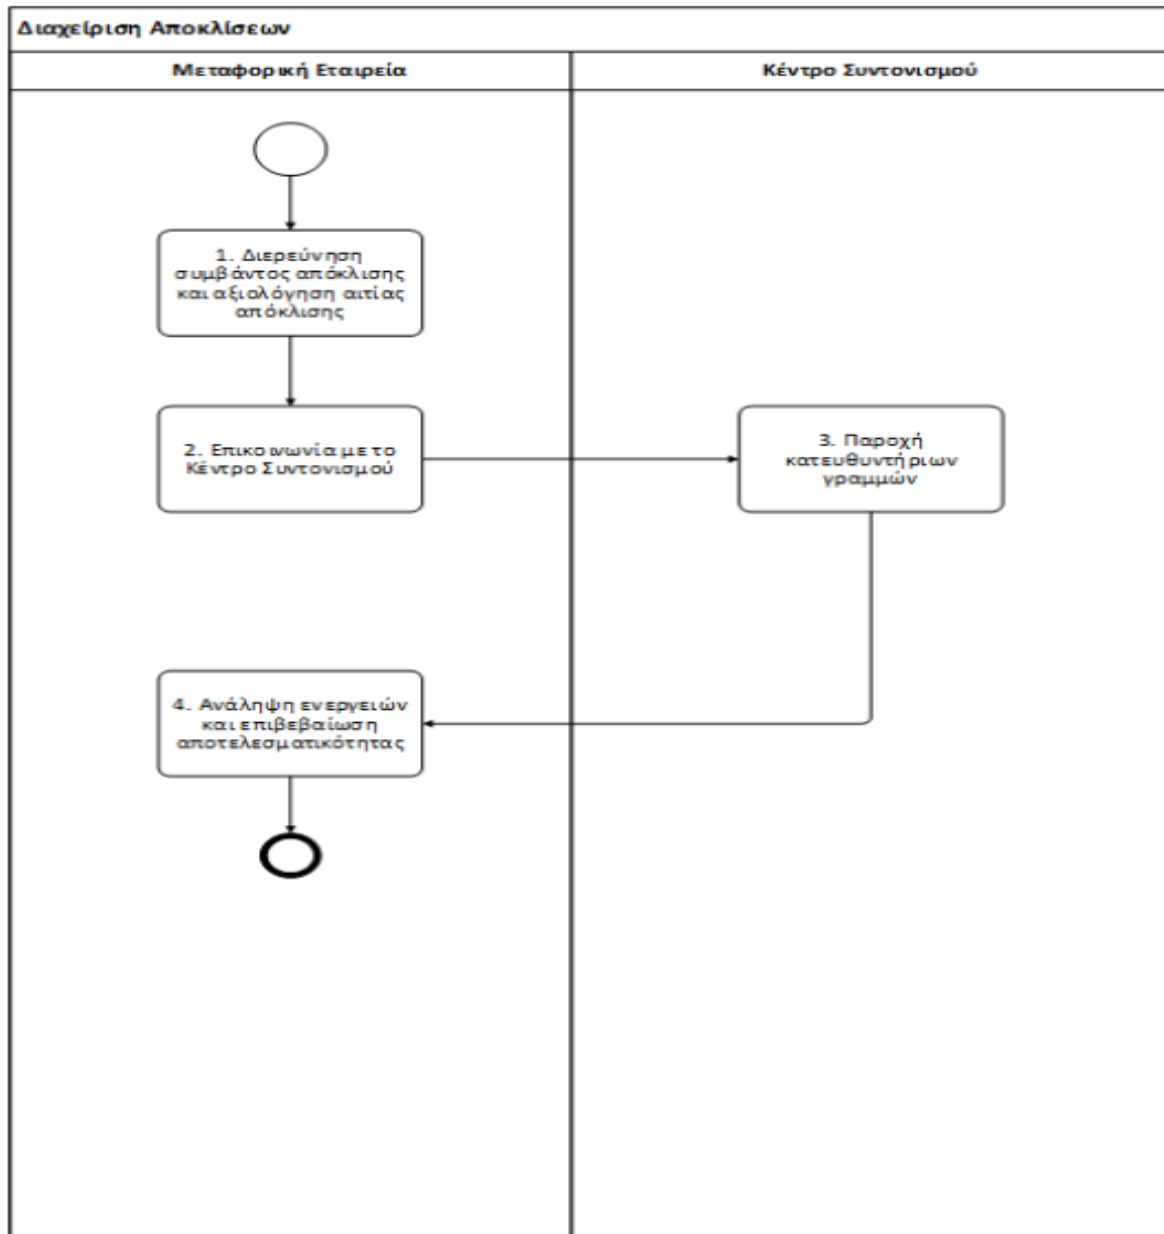 Διαχείριση Αποκλίσεων
Μεταφορική Εταιρεία
Κέντρο Συντονισμού
1. Διερεύνηση
συμβάντος απόκλισης
και αξιολόγηση αιτίας
απόκλισης
2. Επικοινωνία με το
Κέντρο Συντονισμού
3. Παροχή
κατευθυντήριων
γραμμών
4. Ανάληψη ενεργειών
και επιβεβαίωση
αποτελεσματικότητας